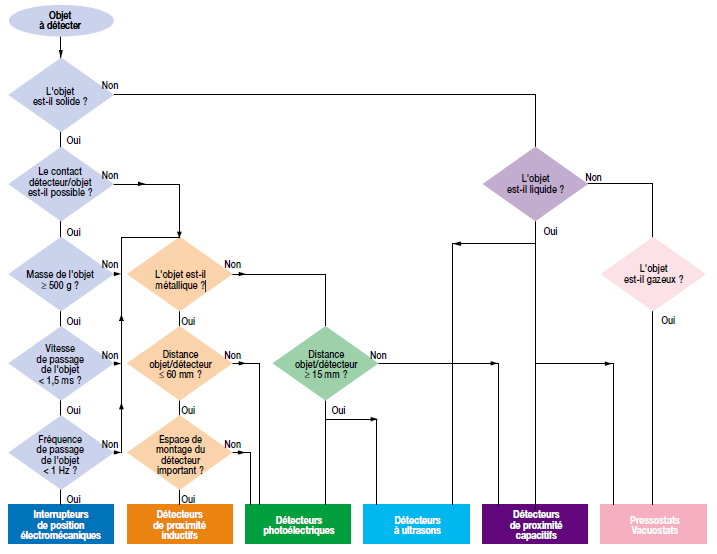 Objet
à détecter
L'objet
est-il solide ?
Non
Oui
Le contact
détecteur/objet
est-il possible ?
Non
Oui
L'objet
est-il liquide ?
Non
Oui
Masse de l'objet
≥ 500 g ?
Non
Oui
L'objet est-il
métallique ?
Non
Oui
L'objet
est-il gazeux ?
Oui
Vitesse
de passage
de l'objet
< 1,5 ms ?
Non
Oui
Distance
objet/détecteur
≤ 60 mm ?
Non
Oui
Distance
objet/détecteur
≥ 15 mm ?
Non
Oui
Fréquence
de passage
de l'objet
< 1 Hz ?
Non
Oui
Espace de
montage du
détecteur
important ?
Non
Oui
Interrupteurs
de position
électromécaniques
Détecteurs
de proximité
inductifs
Détecteurs
photoélectriques
Détecteurs
à ultrasons
Détecteurs
de proximité
capacitifs
Pressostats
Vacuostats